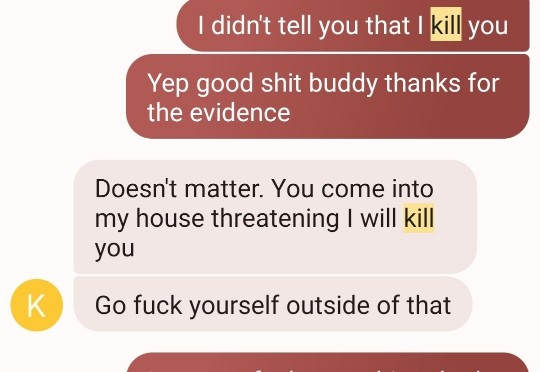 I didn't tell you that I kill you
Yep good shit buddy thanks for
the evidence
Doesn't matter. You come into
my house threatening I will kill
you
K
Go fuck yourself outside of that